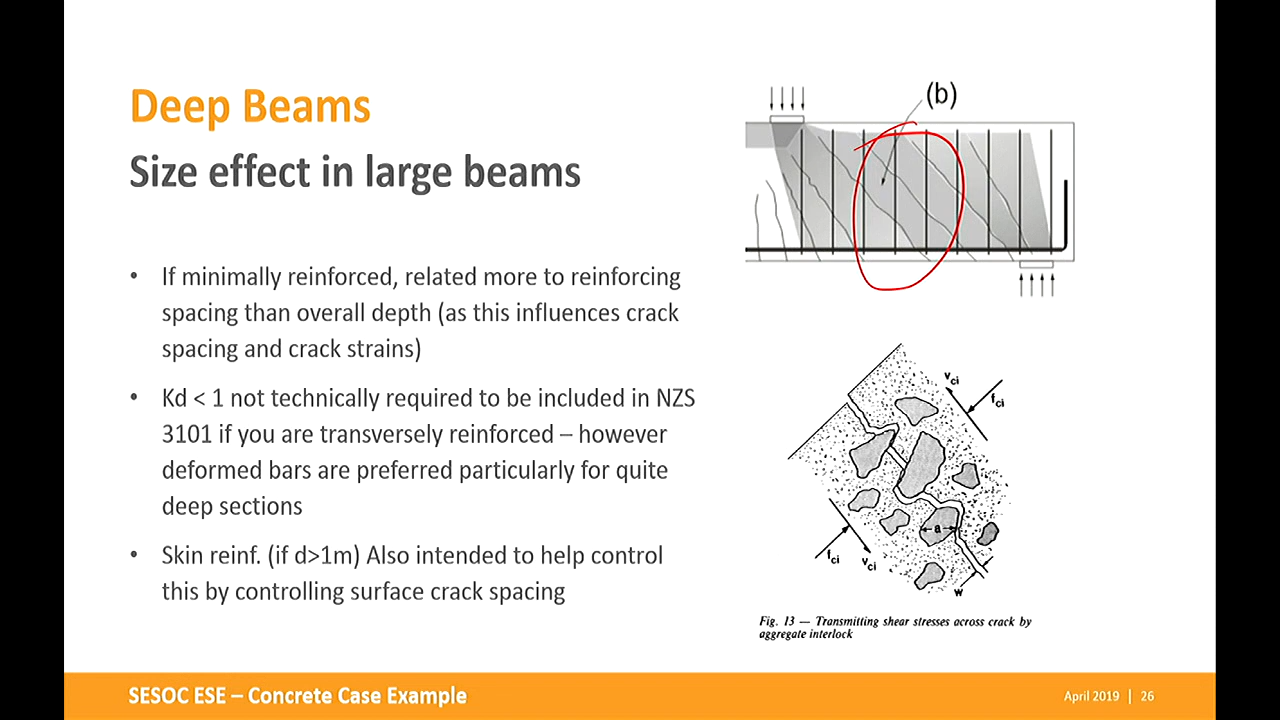 Deep Beams
Size effect in large beams
• If minimally reinforced, related more to reinforcing
spacing than overall depth (as this influences crack
spacing and crack strains)
• Kd < 1 not technically required to be included in NZS
3101 if you are transversely reinforced – however
deformed bars are preferred particularly for quite
deep sections
• Skin reinf. (if d>1m) Also intended to help control
this by controlling surface crack spacing
(b)
vci
fci
a
fci
vci
w
Fig. 13 — Transmitting shear stresses across crack by
aggregate interlock
SESOC ESE – Concrete Case Example
April 2019 | 26